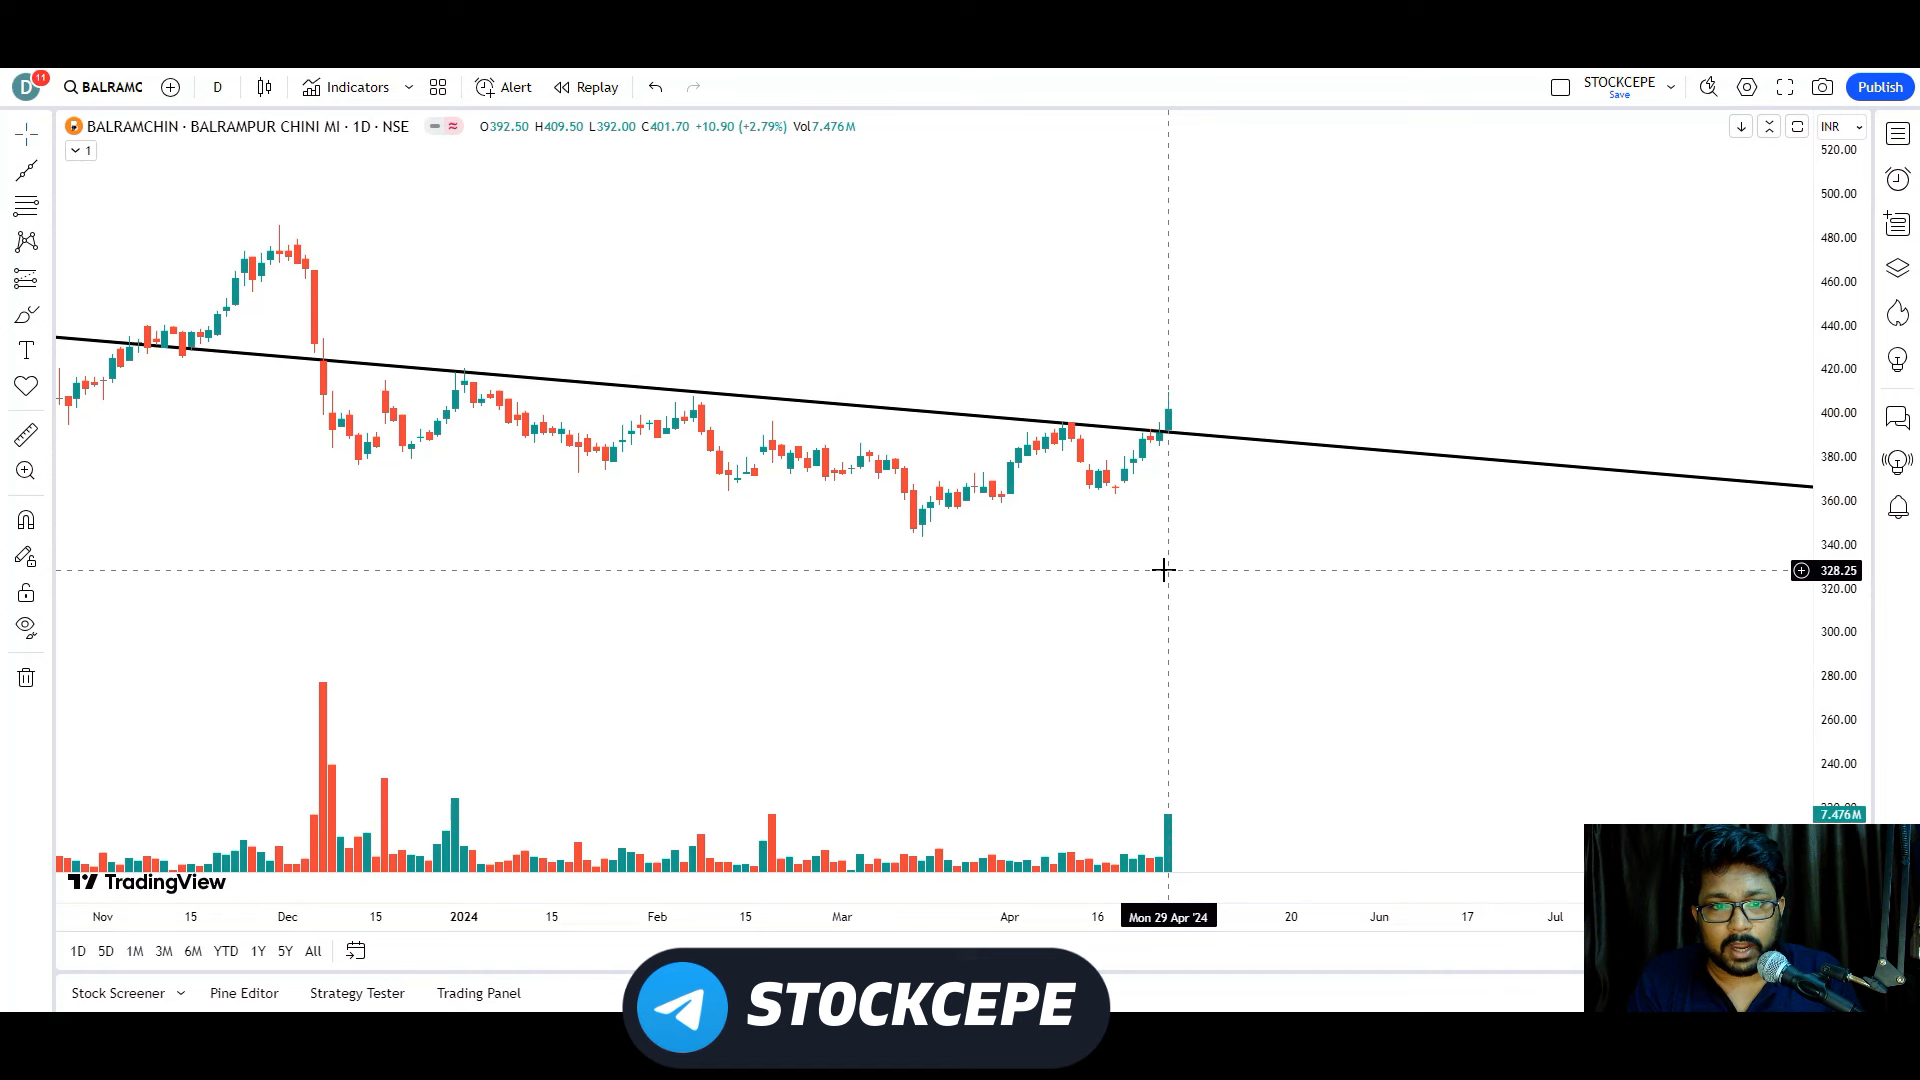 D
11
BALRAMC
D
Indicators
Alert
Replay
STOCKCEPE
Save
Publish
BALRAMCHIN · BALRAMPUR CHINI MI · 1D · NSE
O392.50 H409.50 L392.00 C401.70 +10.90 (+2.79%) Vol7.476M
1
INR
520.00
500.00
480.00
460.00
440.00
420.00
400.00
380.00
360.00
340.00
328.25
320.00
300.00
280.00
260.00
240.00
7.476M
TradingView
Nov
15
Dec
15
2024
15
Feb
15
Mar
Apr
16
Mon 29 Apr '24
20
Jun
17
Jul
1D 5D 1M 3M 6M YTD 1Y 5Y All
Stock Screener
Pine Editor
Strategy Tester
Trading Panel
STOCKCEPE